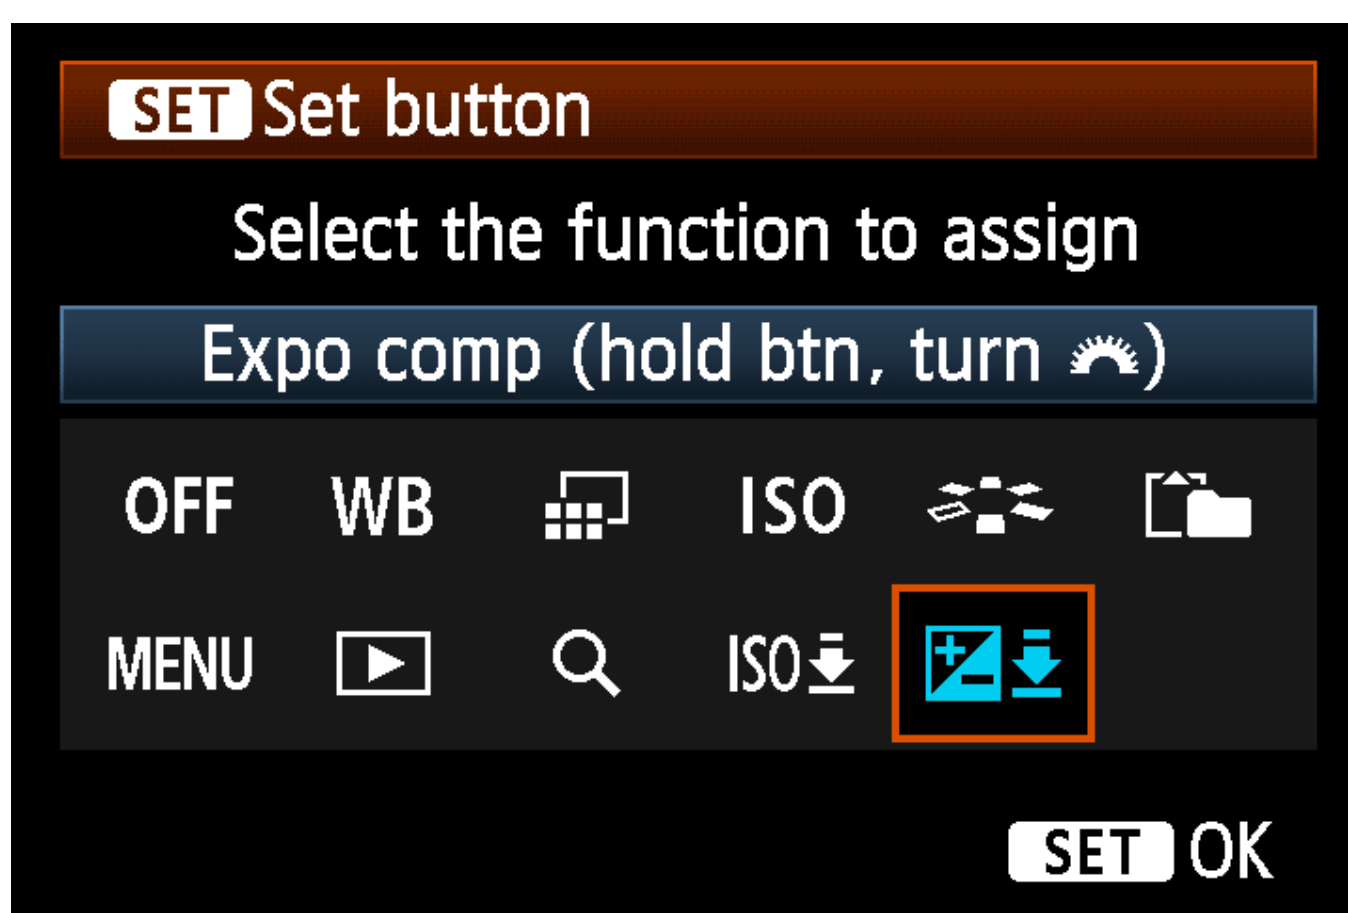 SET Set button
Select the function to assign
Expo comp (hold btn, turn )
OFF WB ISO
MENU ISO
SET OK